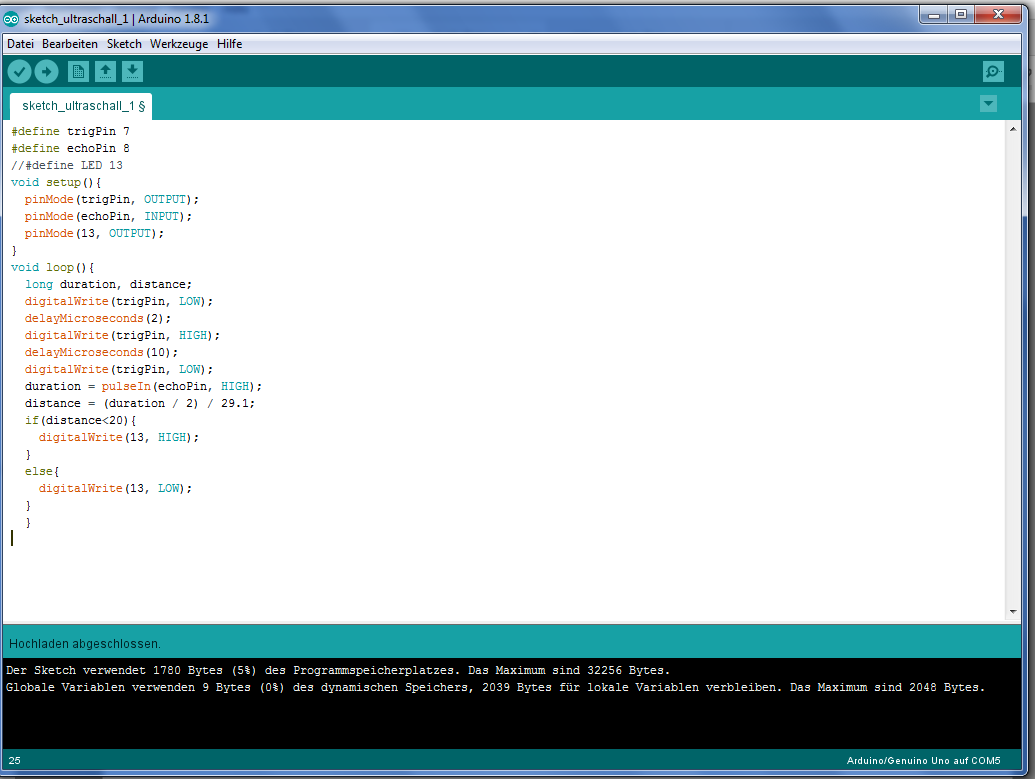 sketch_ultraschall_1 | Arduino 1.8.1
Datei Bearbeiten Sketch Werkzeuge Hilfe
sketch_ultraschall_1 §
#define trigPin 7
#define echoPin 8
//#define LED 13
void setup(){
  pinMode(trigPin, OUTPUT);
  pinMode(echoPin, INPUT);
  pinMode(13, OUTPUT);
}
void loop(){
  long duration, distance;
  digitalWrite(trigPin, LOW);
  delayMicroseconds(2);
  digitalWrite(trigPin, HIGH);
  delayMicroseconds(10);
  digitalWrite(trigPin, LOW);
  duration = pulseIn(echoPin, HIGH);
  distance = (duration / 2) / 29.1;
  if(distance<20){
    digitalWrite(13, HIGH);
  }
  else{
    digitalWrite(13, LOW);
  }
  }
Hochladen abgeschlossen.
Der Sketch verwendet 1780 Bytes (5%) des Programmspeicherplatzes. Das Maximum sind 32256 Bytes.
Globale Variablen verwenden 9 Bytes (0%) des dynamischen Speichers, 2039 Bytes für lokale Variablen verbleiben. Das Maximum sind 2048 Bytes.
25 Arduino/Genuino Uno auf COM5